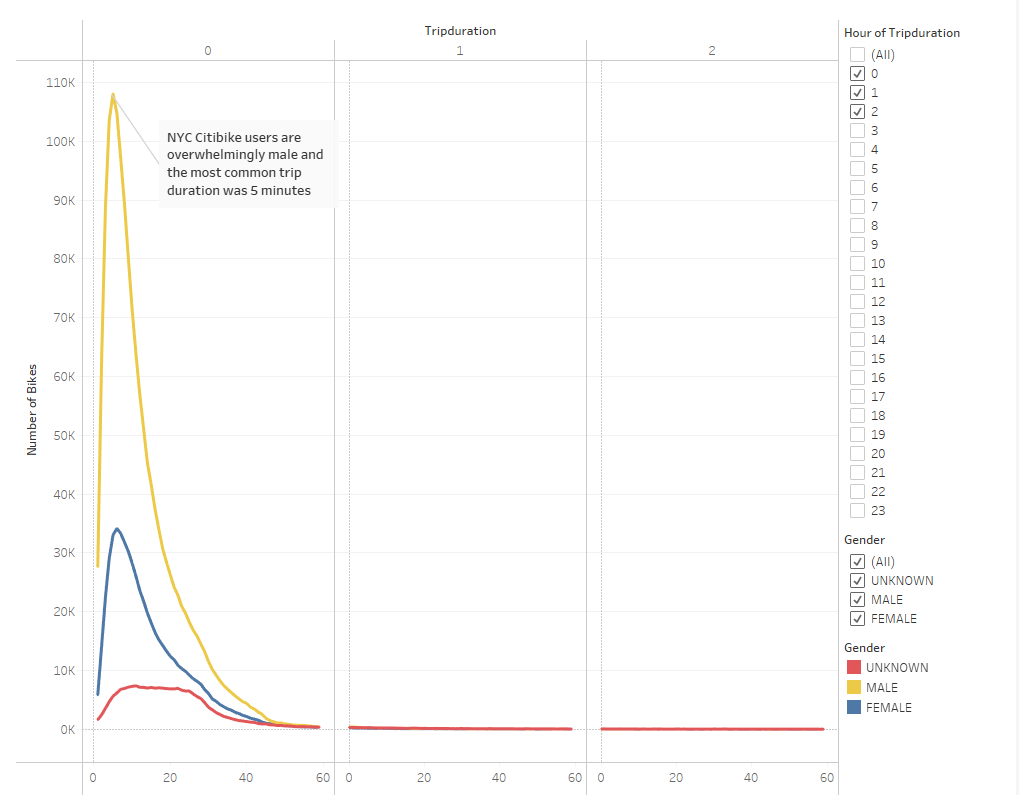 Tripduration
0 1 2
110K
100K
90K
80K
70K
60K
50K
40K
30K
20K
10K
0K
Number of Bikes
NYC Citibike users are
overwhelmingly male and
the most common trip
duration was 5 minutes
0 20 40 60 0 20 40 60 0 20 40 60
Hour of Tripduration
(All)
0
1
2
3
4
5
6
7
8
9
10
11
12
13
14
15
16
17
18
19
20
21
22
23
Gender
(All)
UNKNOWN
MALE
FEMALE
Gender
UNKNOWN
MALE
FEMALE